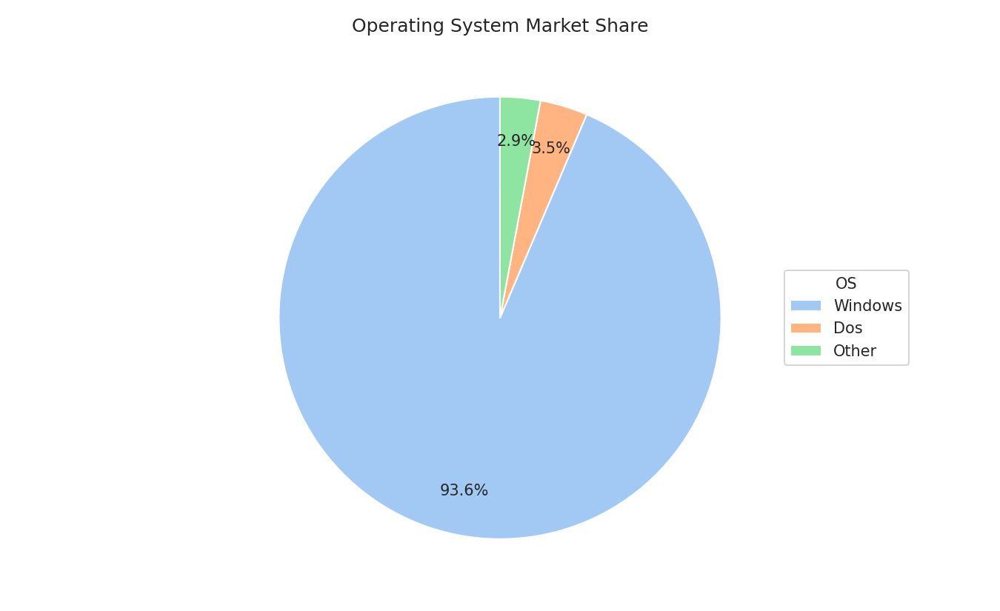 Operating System Market Share
2.9%
3.5%
93.6%
OS
Windows
Dos
Other